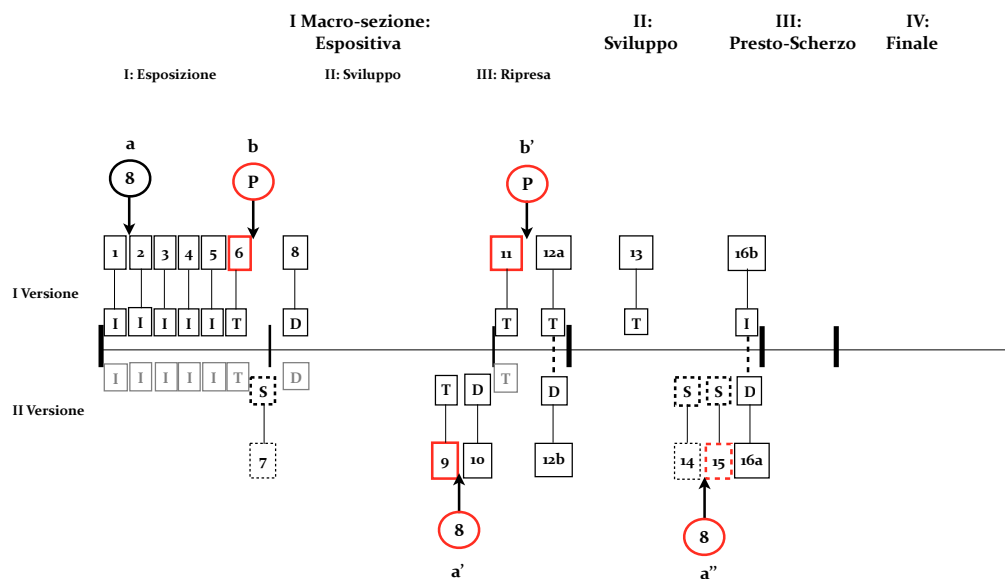 I Macro-sezione: II: III: IV:
Espositiva Sviluppo Presto-Scherzo Finale
I: Esposizione II: Sviluppo III: Ripresa
a b b'
8 P P
1 2 3 4 5 6 8 11 12a 13 16b
I Versione
I I I I I T D T T T I
I I I I I T D T
S T D D S S D
II Versione
7 9 10 12b 14 15 16a
8 8
a' a''